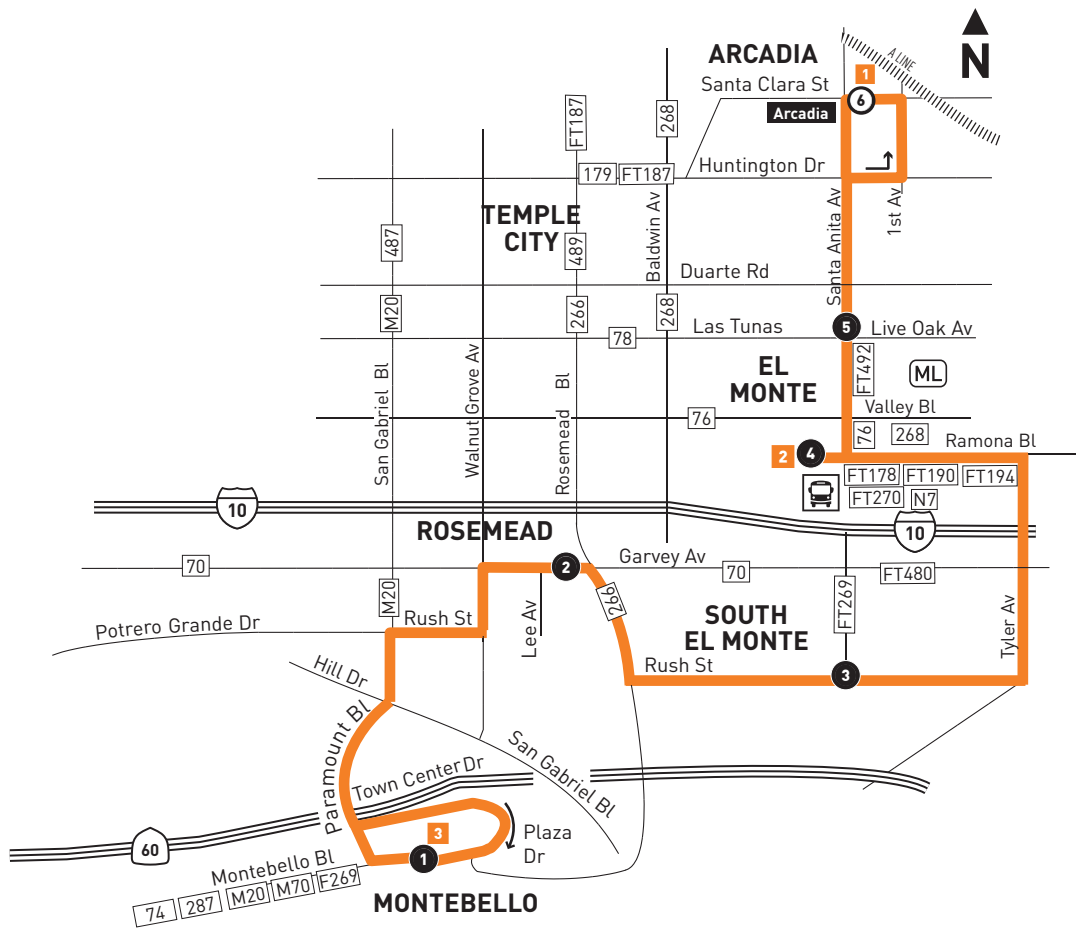 ARCADIA
N
A LINE
Santa Clara St
1
6
Arcadia
FT187
268
179
FT187
Huntington Dr
TEMPLE
CITY
487
489
Baldwin Av
Santa Anita Av
1st Av
Duarte Rd
M20
266
268
Las Tunas
5
Live Oak Av
78
San Gabriel Bl
Walnut Grove Av
Rosemead Bl
EL
MONTE
FT492
ML
Valley Bl
76
76
268
Ramona Bl
2
4
FT178
FT190
FT194
FT270
N7
10
10
ROSEMEAD
Garvey Av
70
2
70
FT480
M20
266
FT269
Rush St
Potrero Grande Dr
Lee Av
SOUTH
EL MONTE
Tyler Av
Rush St
3
Hill Dr
Paramount Bl
San Gabriel Bl
Town Center Dr
3
Plaza
Dr
60
1
Montebello Bl
74
287
M20
M70
F269
MONTEBELLO